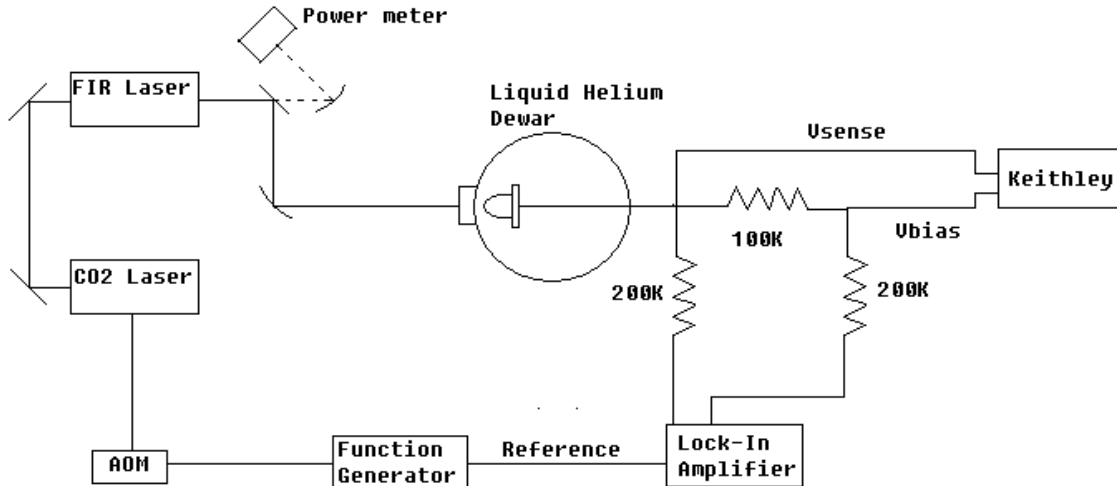 Power meter
FIR Laser
Liquid Helium
Dewar
Vsense
Keithley
Vbias
100K
CO2 Laser
200K
200K
AOM
Function
Generator
Reference
Lock-In
Amplifier